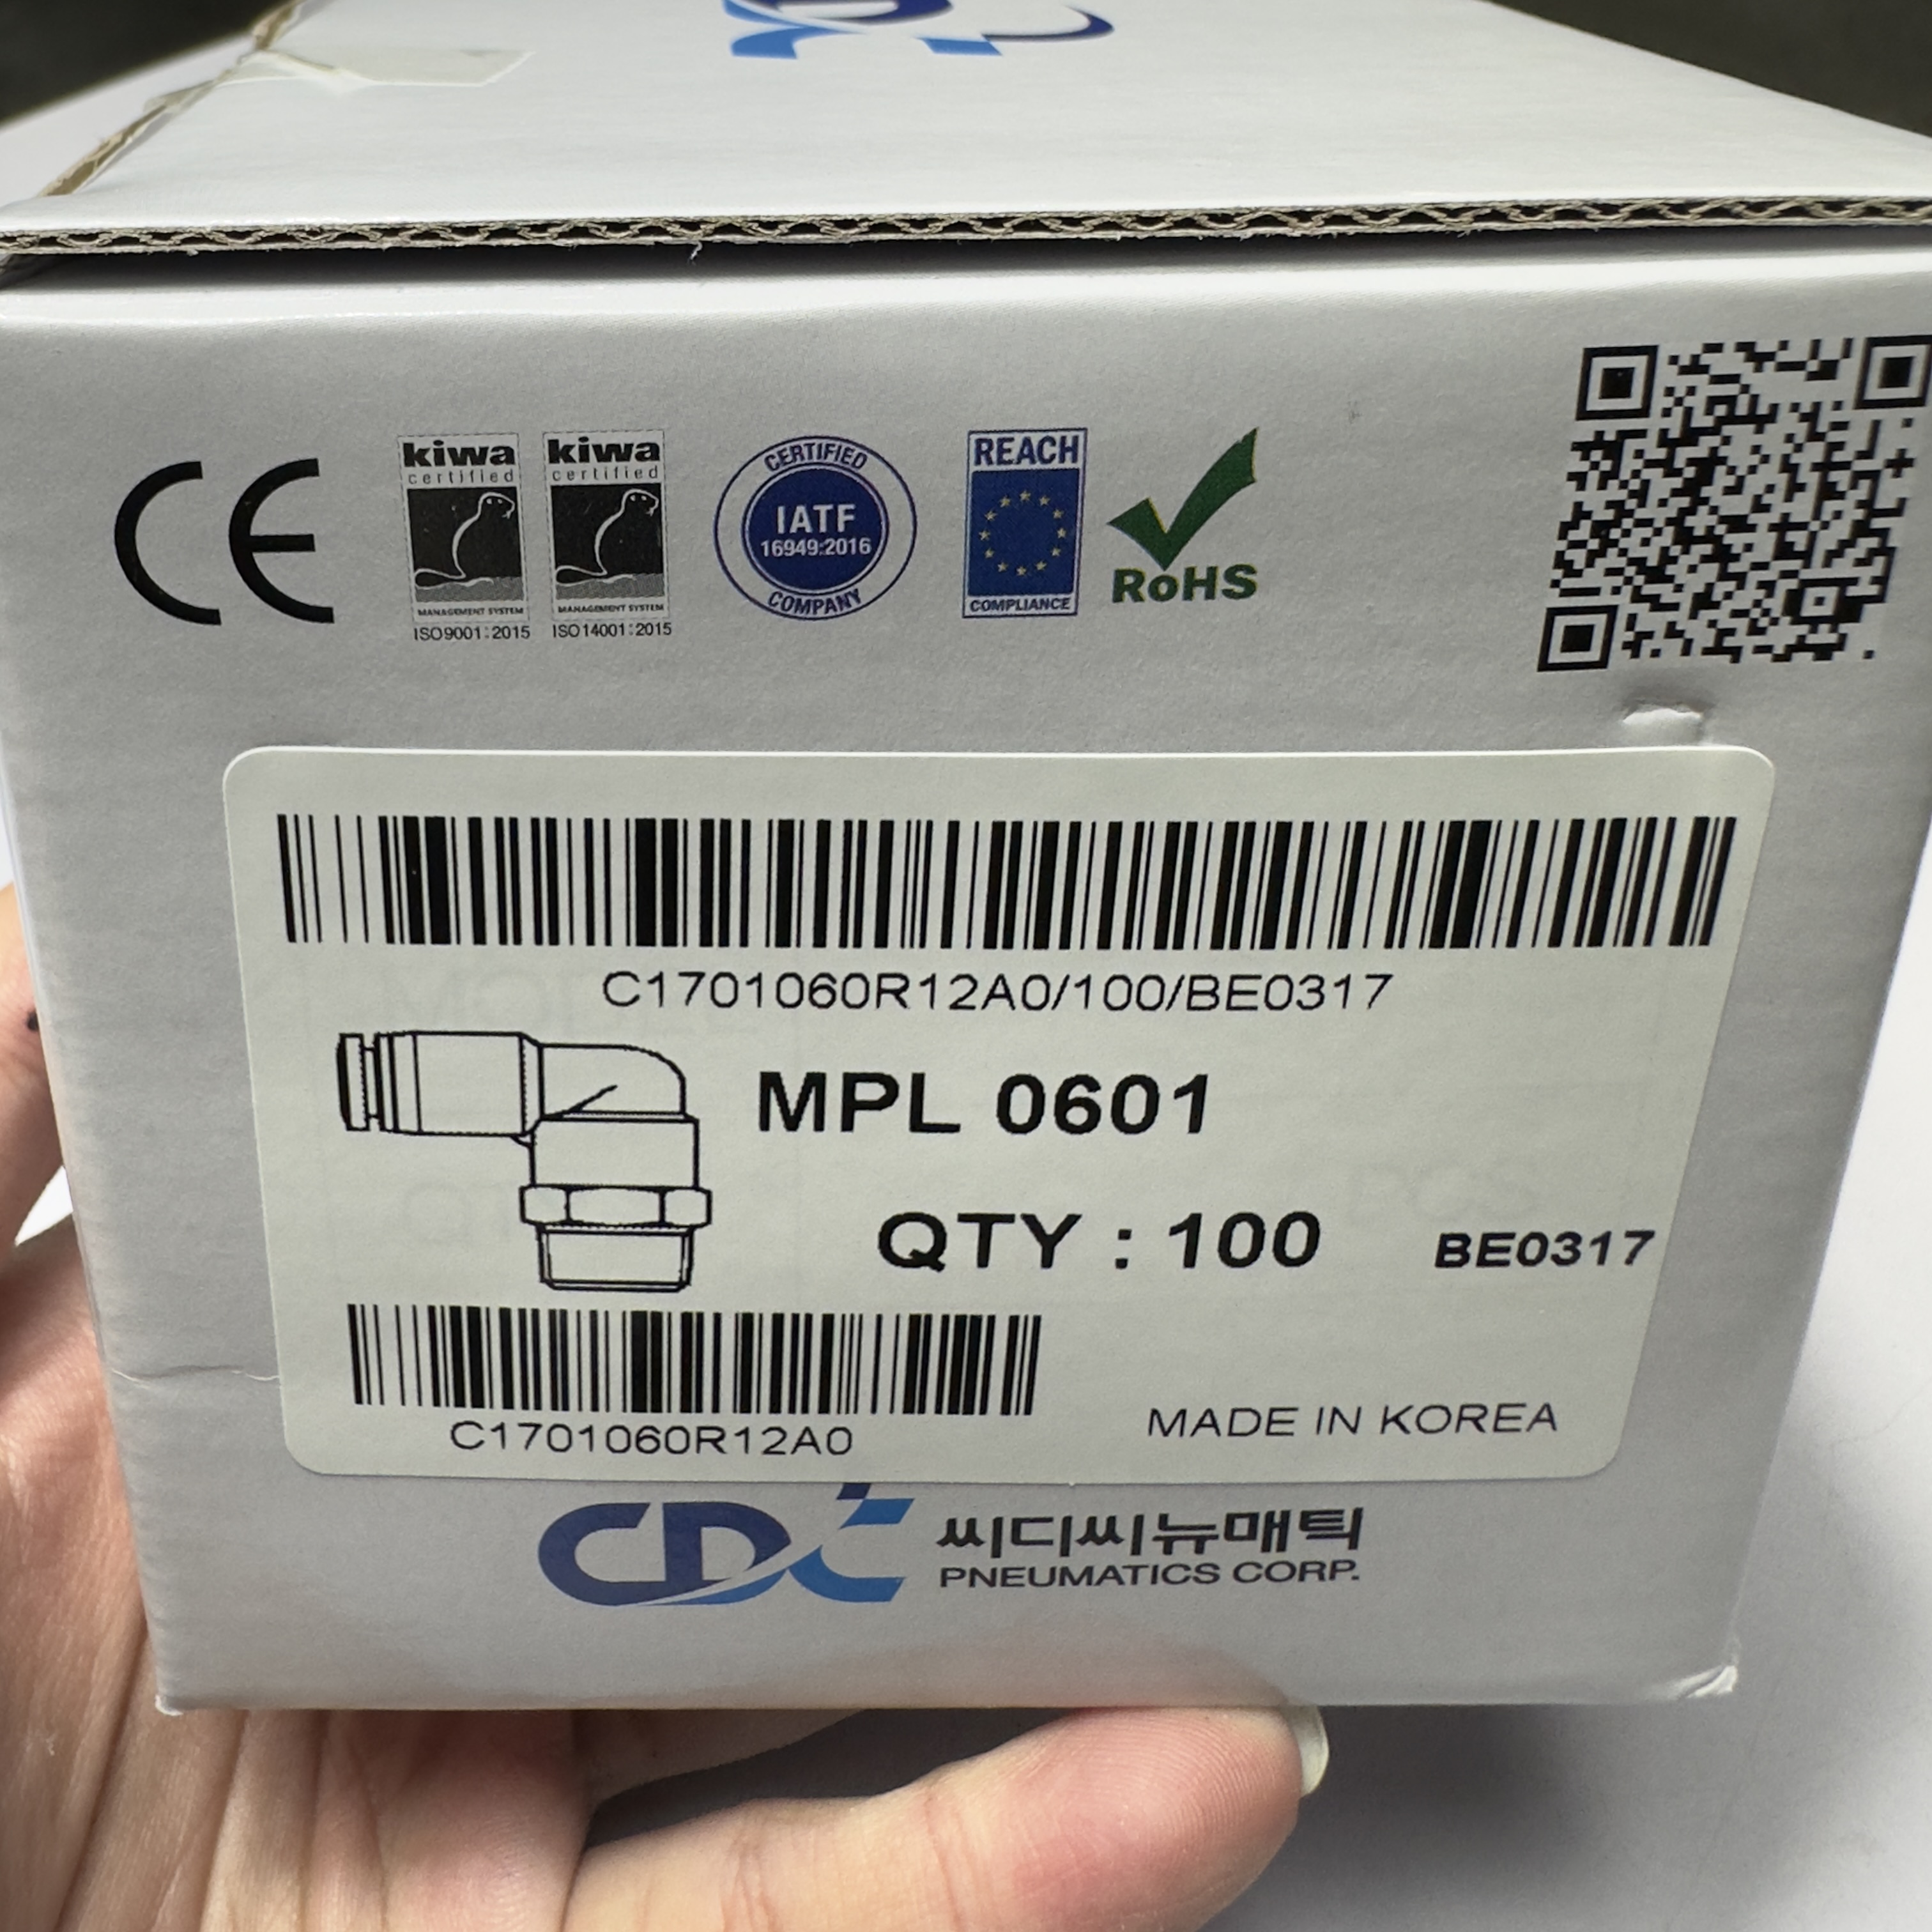 CE
kiwa
certified
MANAGEMENT SYSTEM
ISO9001:2015
kiwa
certified
MANAGEMENT SYSTEM
ISO14001:2015
CERTIFIED
IATF
16949:2016
COMPANY
REACH
COMPLIANCE
RoHS
C1701060R12A0/100/BE0317
MPL 0601
QTY : 100
BE0317
C1701060R12A0
MADE IN KOREA
CDC 씨디씨뉴매틱
PNEUMATICS CORP.